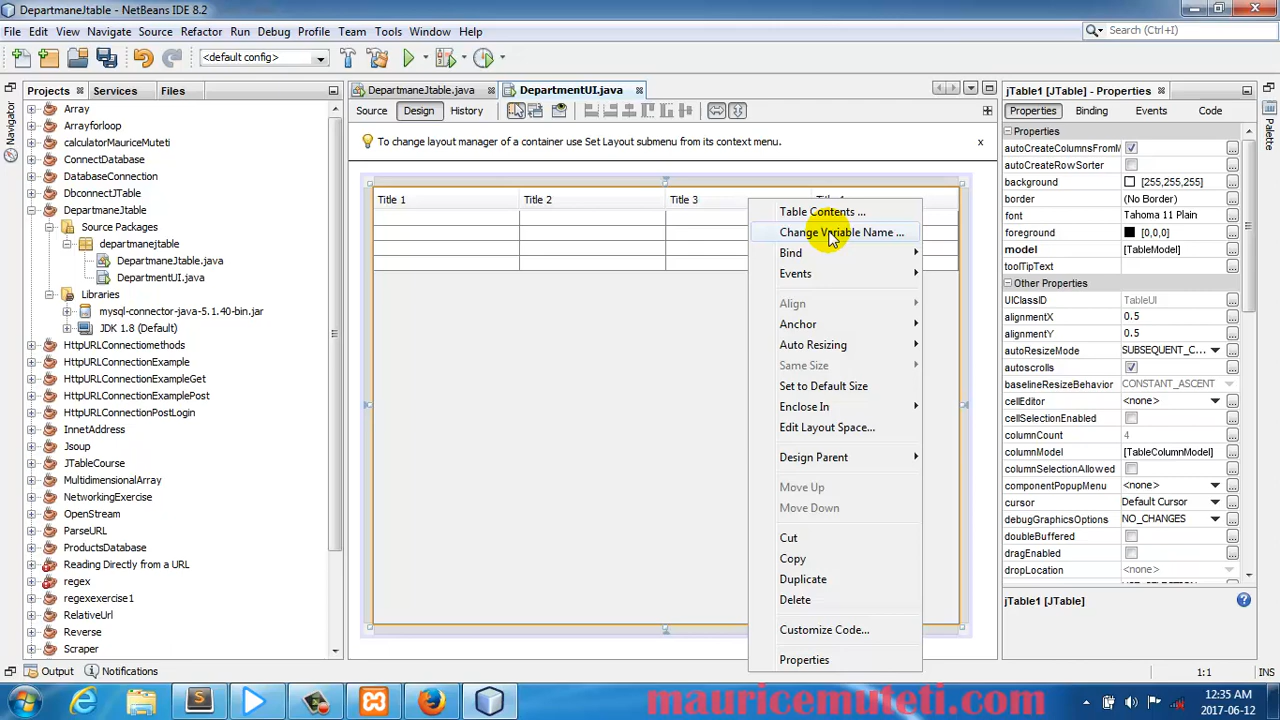 DepartmaneJtable - NetBeans IDE 8.2
File Edit View Navigate Source Refactor Run Debug Profile Team Tools Window Help
Search (Ctrl+I)
<default config>
Projects Services Files
DepartmaneJtable.java DepartmentUI.java
jTable1 [JTable] - Properties
Navigator
Palette
Source Design History
Properties Binding Events Code
To change layout manager of a container use Set Layout submenu from its context menu.
x
Array
Arrayforloop
calculatorMauriceMuteti
ConnectDatabase
DatabaseConnection
DbconnectJTable
DepartmaneJtable
Source Packages
departmanejtable
DepartmaneJtable.java
DepartmentUI.java
Libraries
mysql-connector-java-5.1.40-bin.jar
JDK 1.8 (Default)
HttpURLConnectiomethods
HttpURLConnectionExample
HttpURLConnectionExampleGet
HttpURLConnectionExamplePost
HttpURLConnectionPostLogin
InnetAddress
Jsoup
JTableCourse
MultidimensionalArray
NetworkingExercise
OpenStream
ParseURL
ProductsDatabase
Reading Directly from a URL
regex
regexexercise1
RelativeUrl
Reverse
Scraper
Title 1 Title 2 Title 3
Table Contents ...
Change Variable Name ...
Bind
Events
Align
Anchor
Auto Resizing
Same Size
Set to Default Size
Enclose In
Edit Layout Space...
Design Parent
Move Up
Move Down
Cut
Copy
Duplicate
Delete
Customize Code...
Properties
Properties
autoCreateColumnsFromM
autoCreateRowSorter
background [255,255,255]
border (No Border)
font Tahoma 11 Plain
foreground [0,0,0]
model [TableModel]
toolTipText
Other Properties
UIClassID TableUI
alignmentX 0.5
alignmentY 0.5
autoResizeMode SUBSEQUENT_C...
autoscrolls
baselineResizeBehavior CONSTANT_ASCENT
cellEditor <none>
cellSelectionEnabled
columnCount 4
columnModel [TableColumnModel]
columnSelectionAllowed
componentPopupMenu <none>
cursor Default Cursor
debugGraphicsOptions NO_CHANGES
doubleBuffered
dragEnabled
dropLocation <none>
jTable1 [JTable]
Output Notifications
1:1
mauricemuteti.com
12:35 AM
2017-06-12